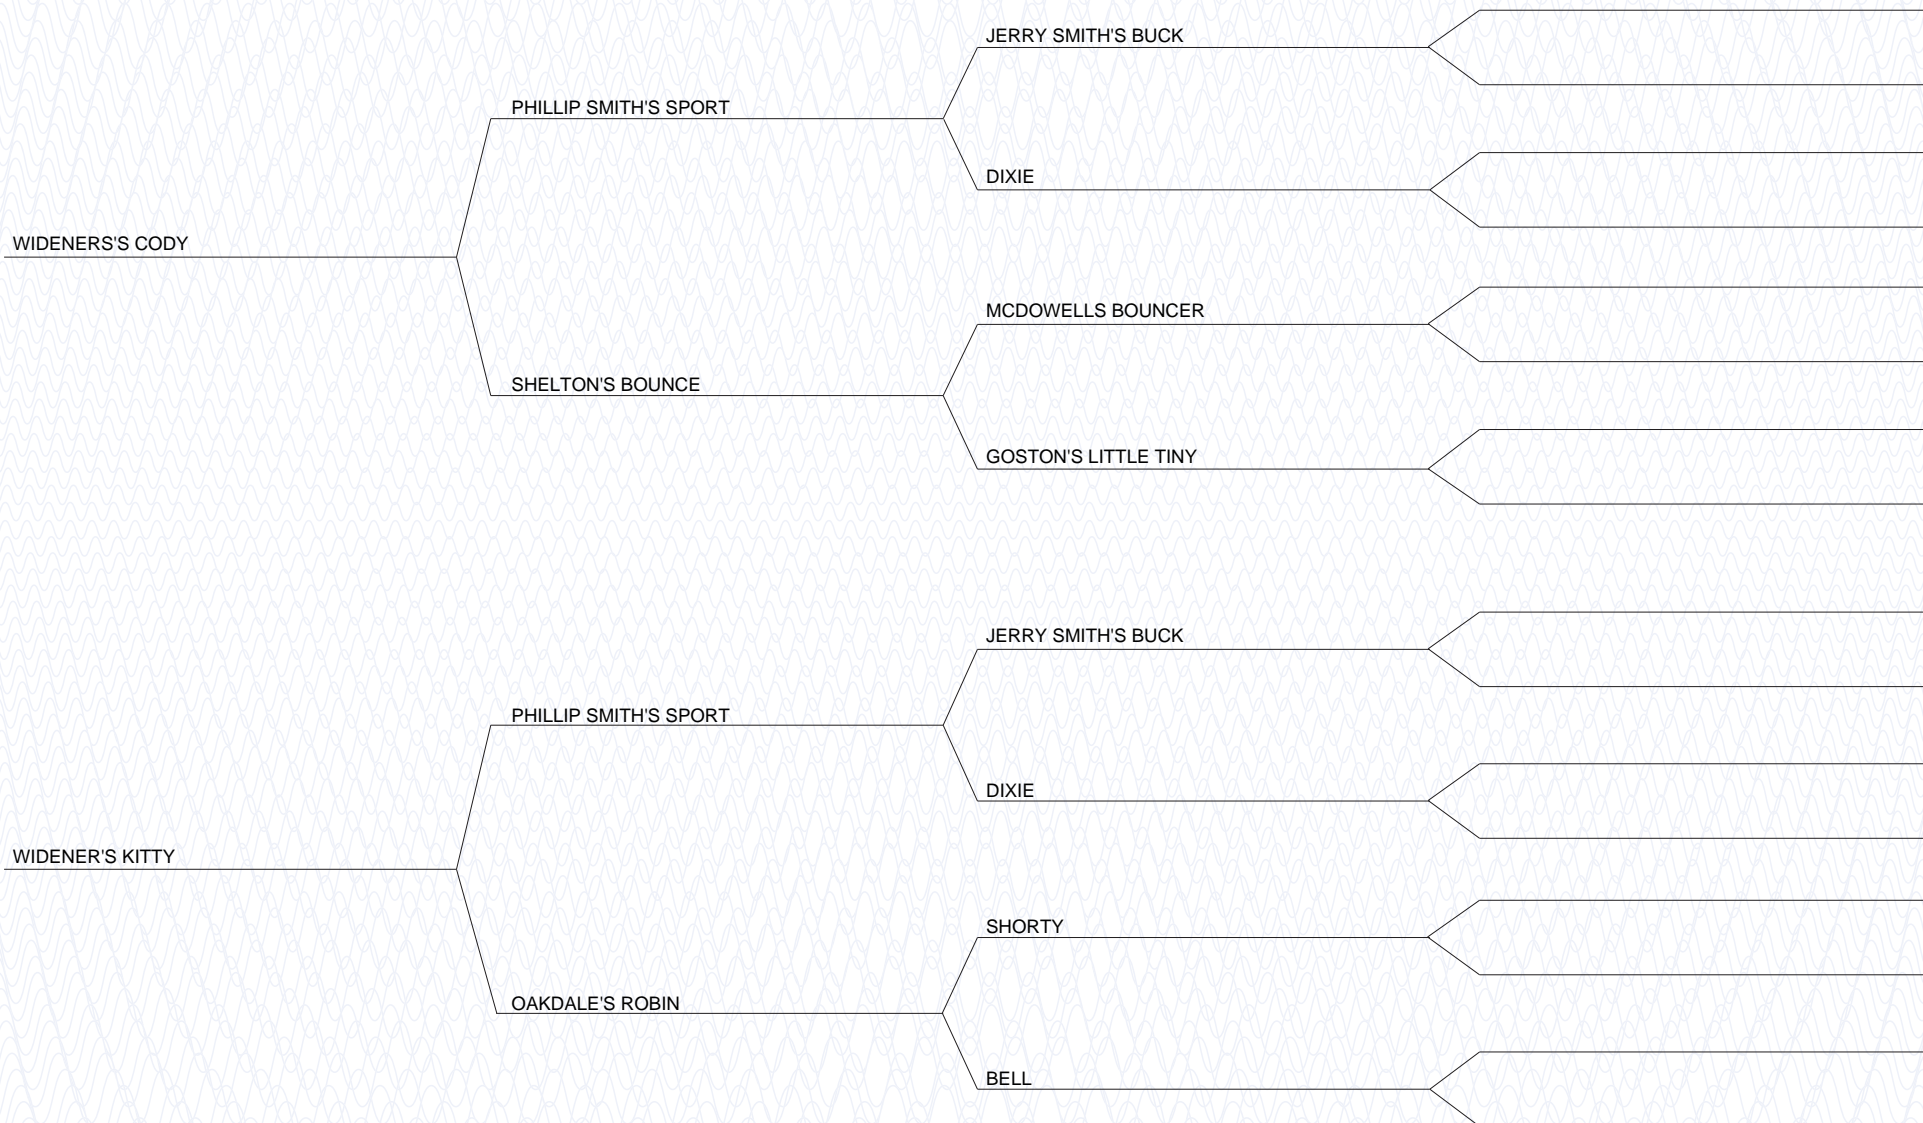 JERRY SMITH'S BUCK
PHILLIP SMITH'S SPORT
DIXIE
WIDENERS'S CODY
MCDOWELLS BOUNCER
SHELTON'S BOUNCE
GOSTON'S LITTLE TINY
JERRY SMITH'S BUCK
PHILLIP SMITH'S SPORT
DIXIE
WIDENER'S KITTY
SHORTY
OAKDALE'S ROBIN
BELL